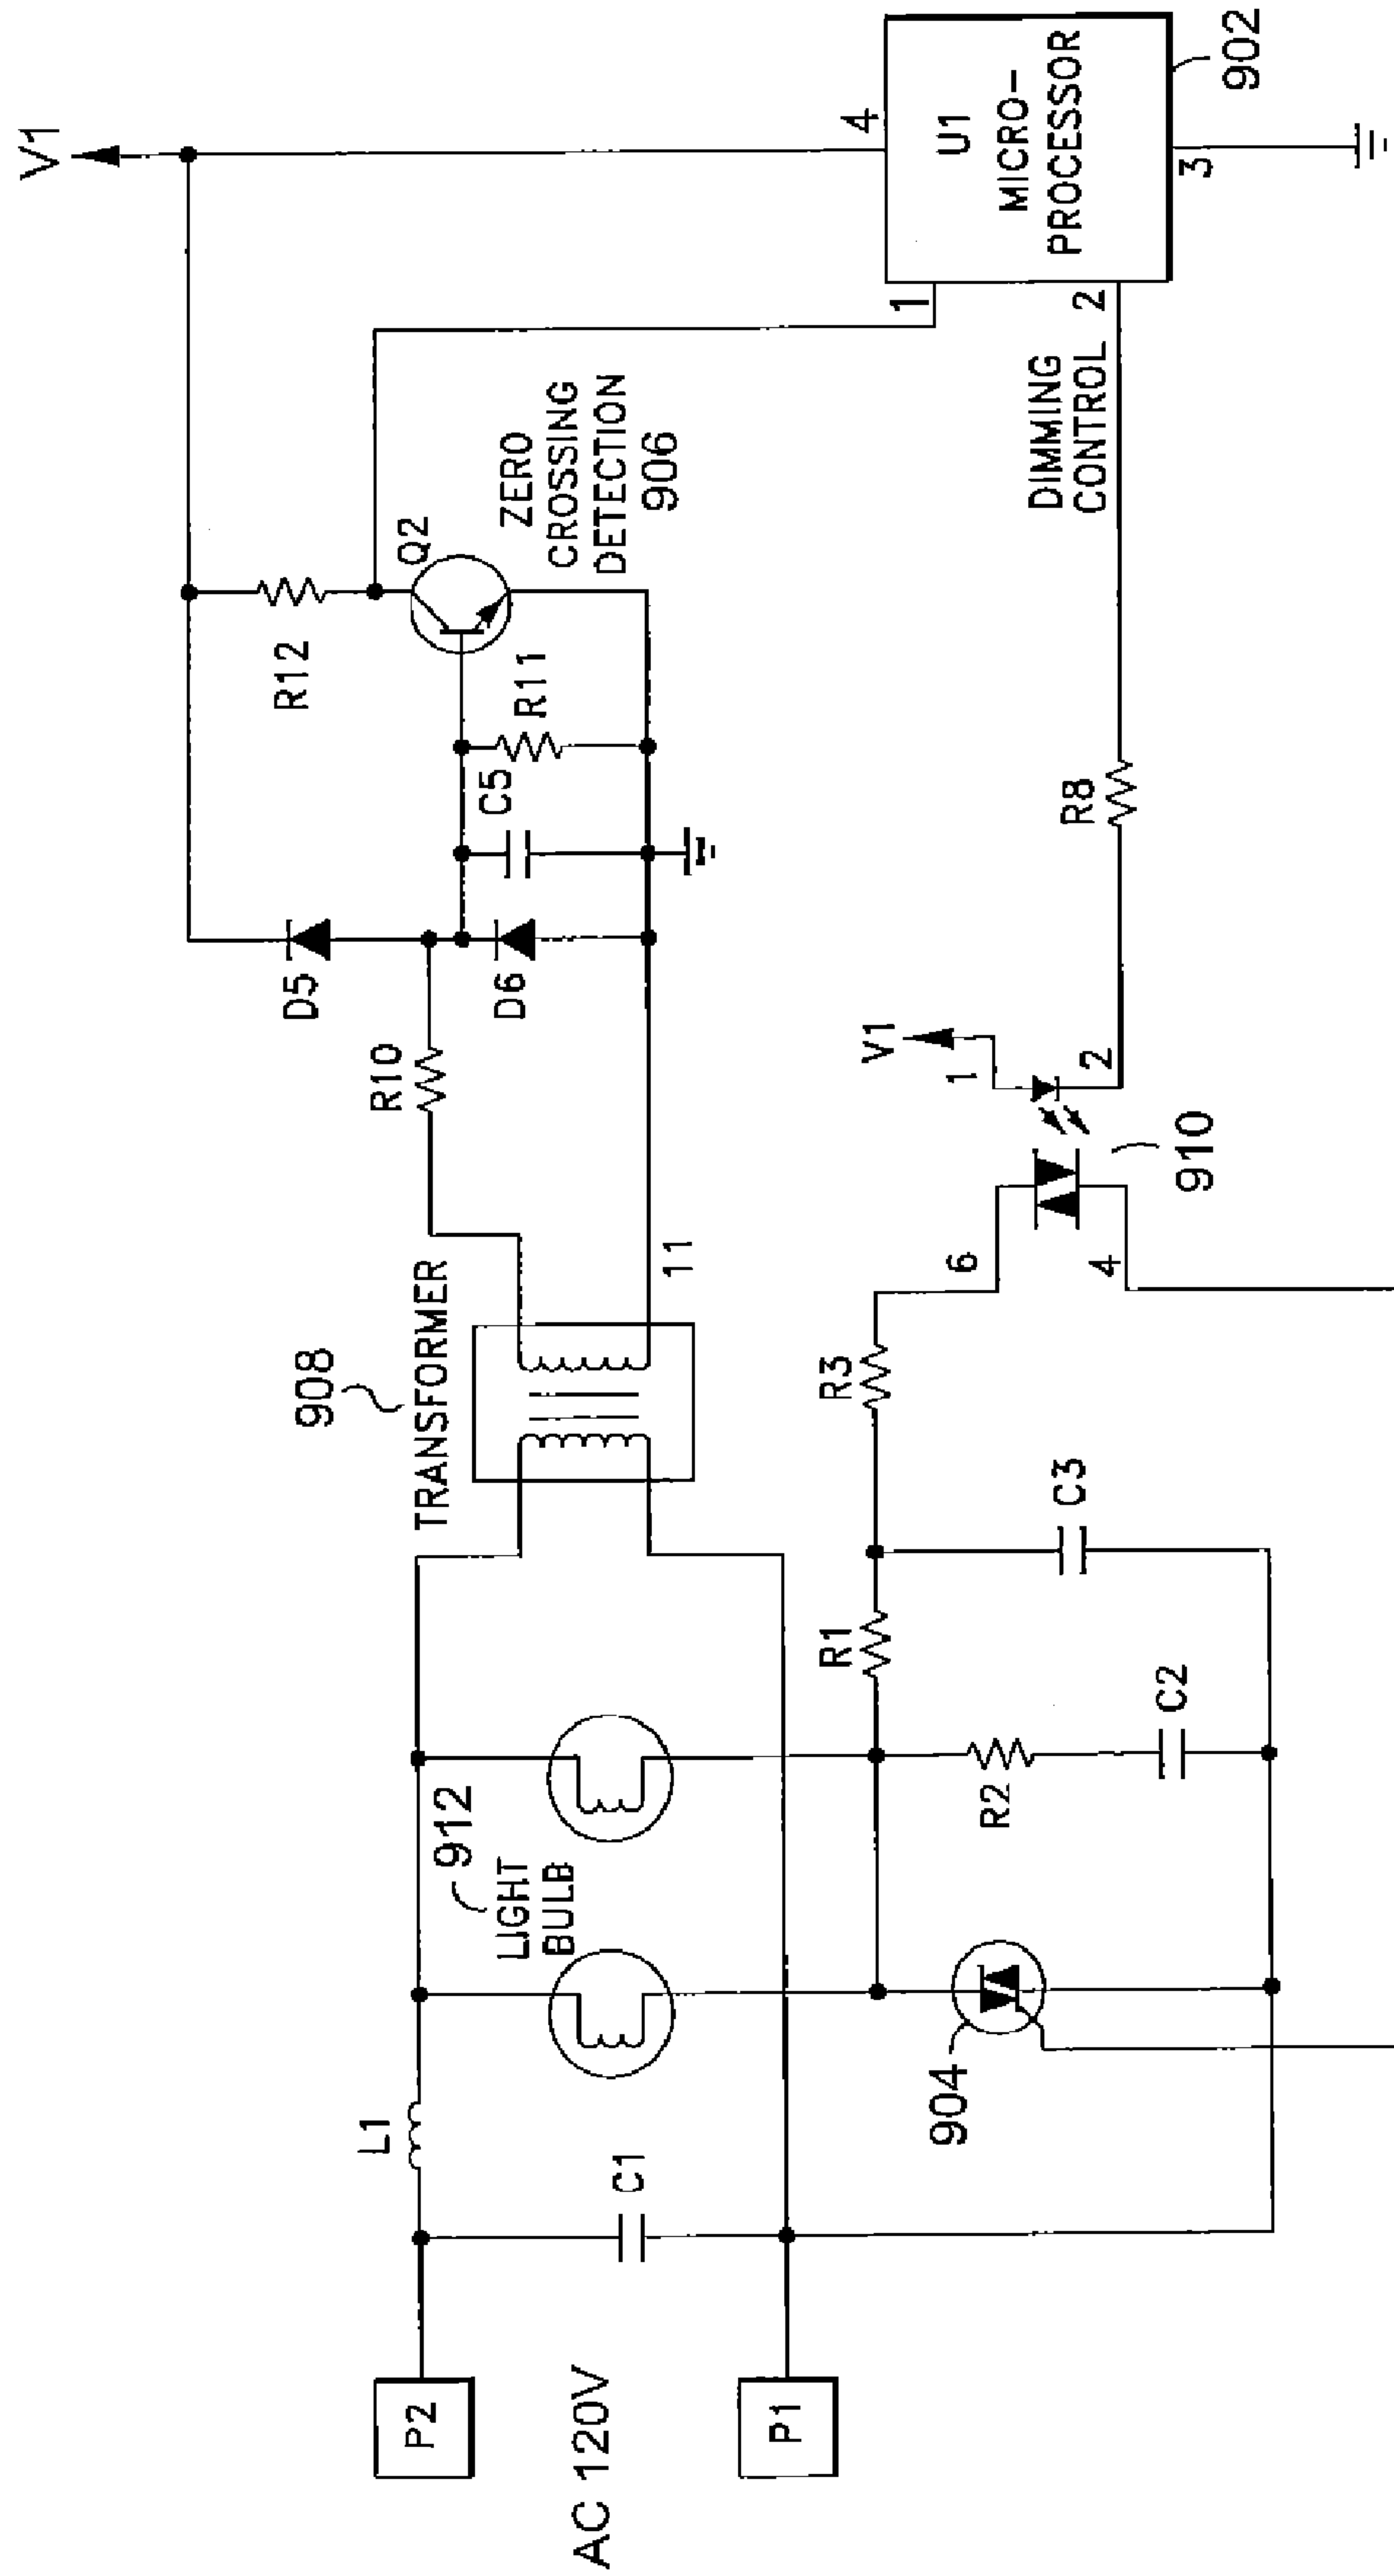 V1
4
U1
MICRO-
PROCESSOR
902
3
1
2
DIMMING
CONTROL
R12
Q2
ZERO
CROSSING
DETECTION
906
R11
C5
D5
D6
R10
R8
908
TRANSFORMER
11
V1
1
2
910
6
4
R3
C3
R1
912
LIGHT
BULB
R2
C2
904
L1
C1
P2
AC 120V
P1